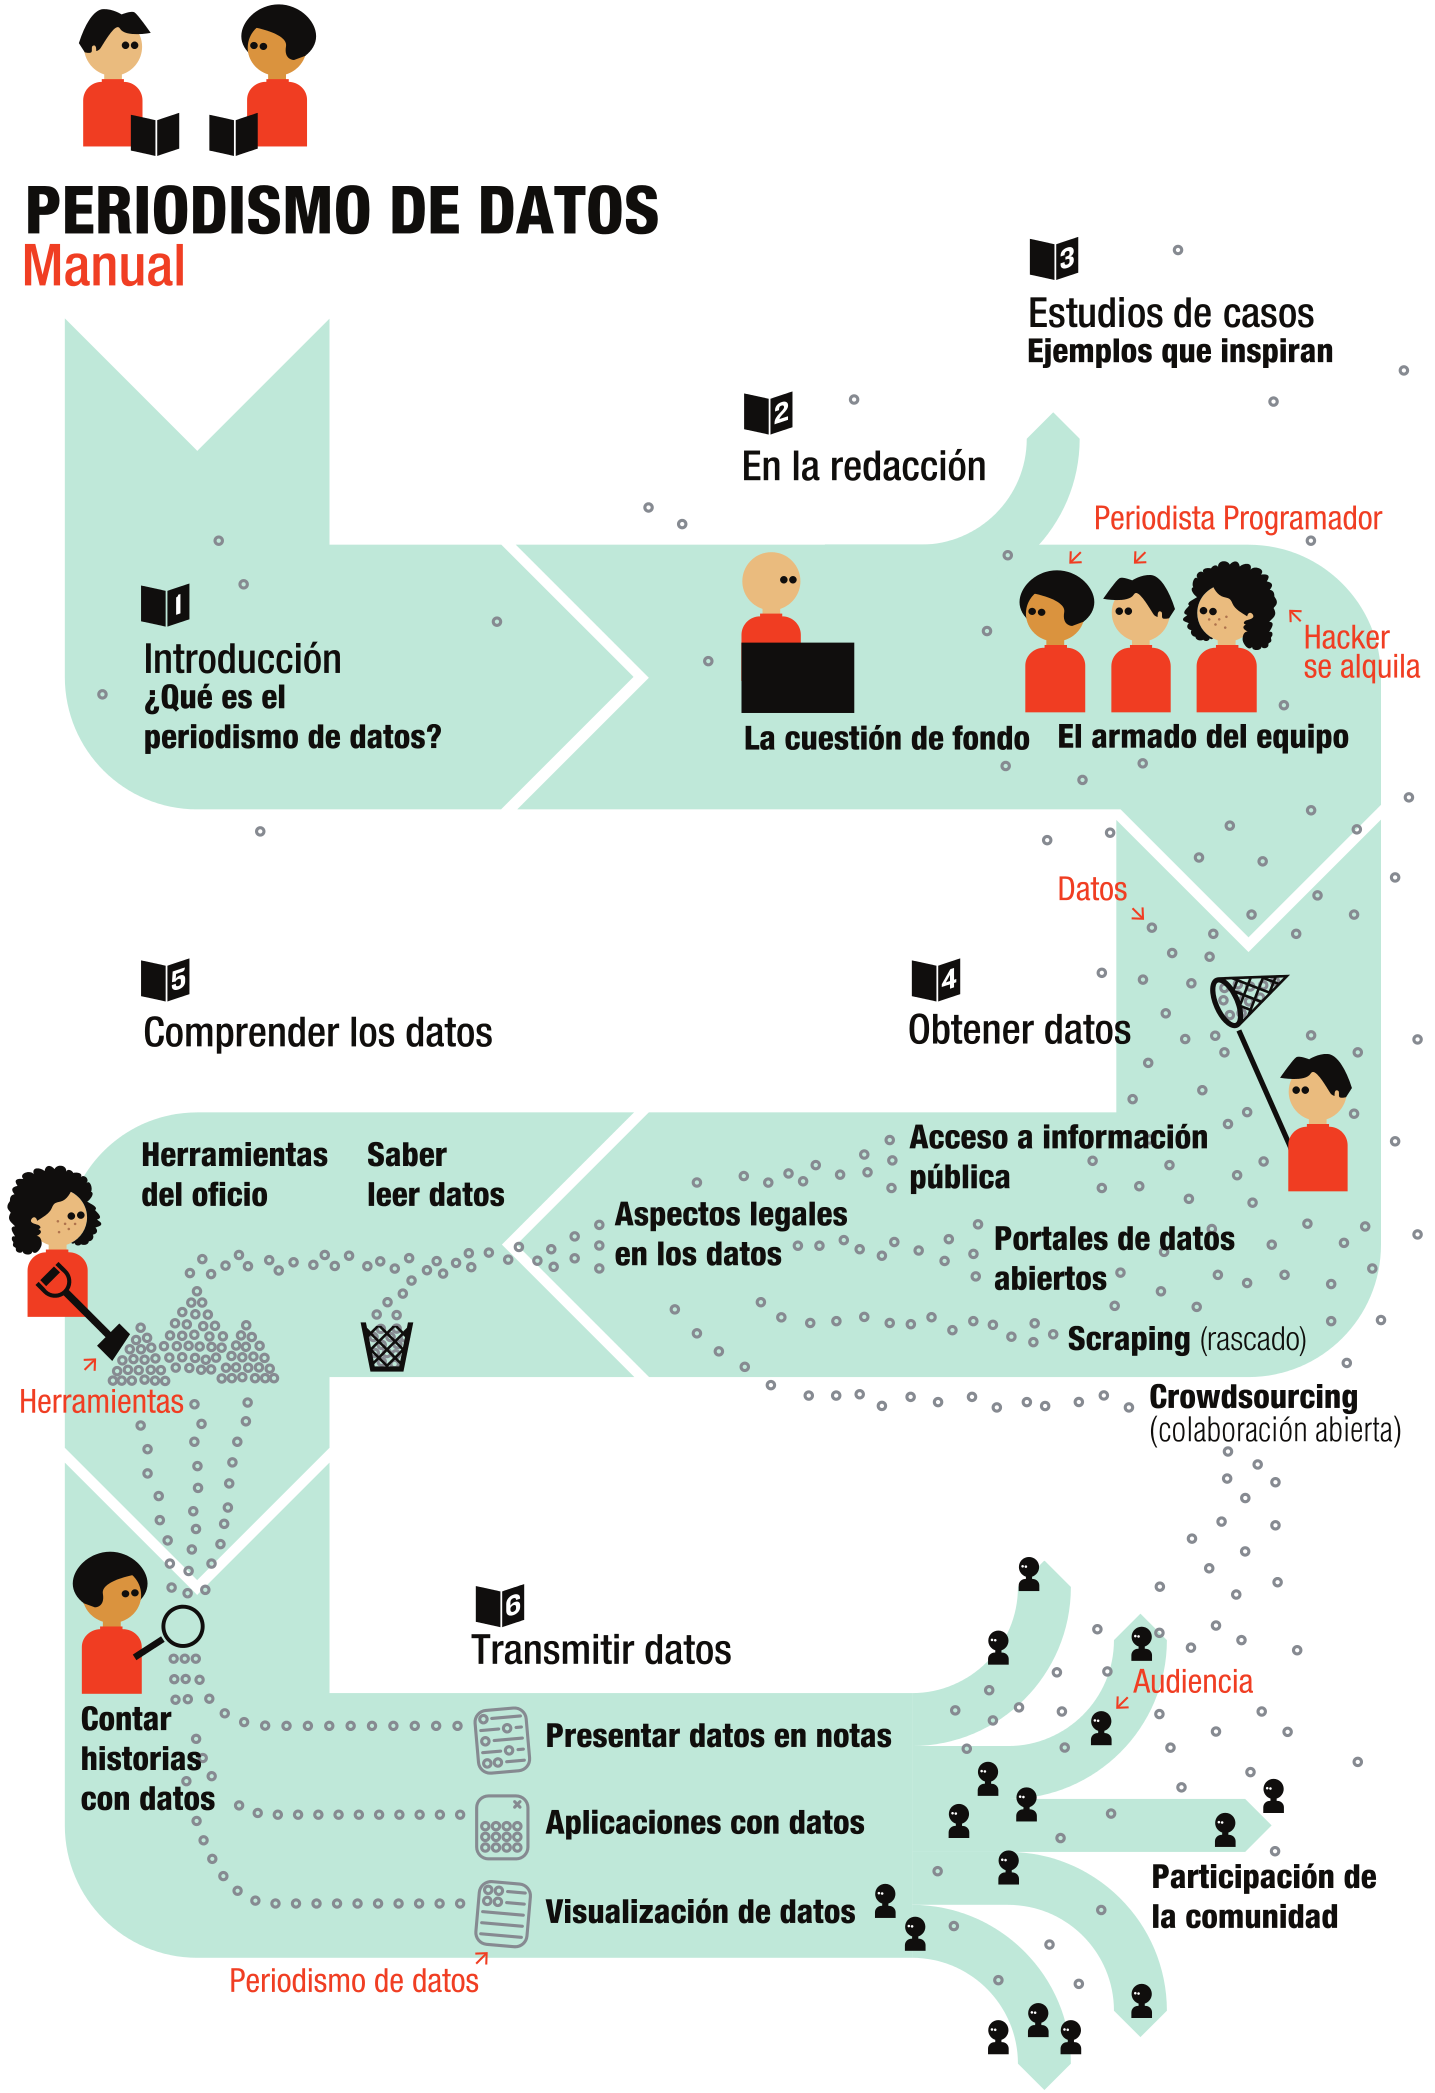 PERIODISMO DE DATOS
Manual
1
Introducción
¿Qué es el
periodismo de datos?
2
En la redacción
La cuestión de fondo
El armado del equipo
3
Estudios de casos
Ejemplos que inspiran
Periodista Programador
Hacker
se alquila
Datos
4
Obtener datos
Acceso a información
pública
Aspectos legales
en los datos
Portales de datos
abiertos
Scraping (rascado)
Crowdsourcing
(colaboración abierta)
5
Comprender los datos
Herramientas
del oficio
Saber
leer datos
Herramientas
Contar
historias
con datos
6
Transmitir datos
Presentar datos en notas
Aplicaciones con datos
Visualización de datos
Periodismo de datos
Audiencia
Participación de
la comunidad